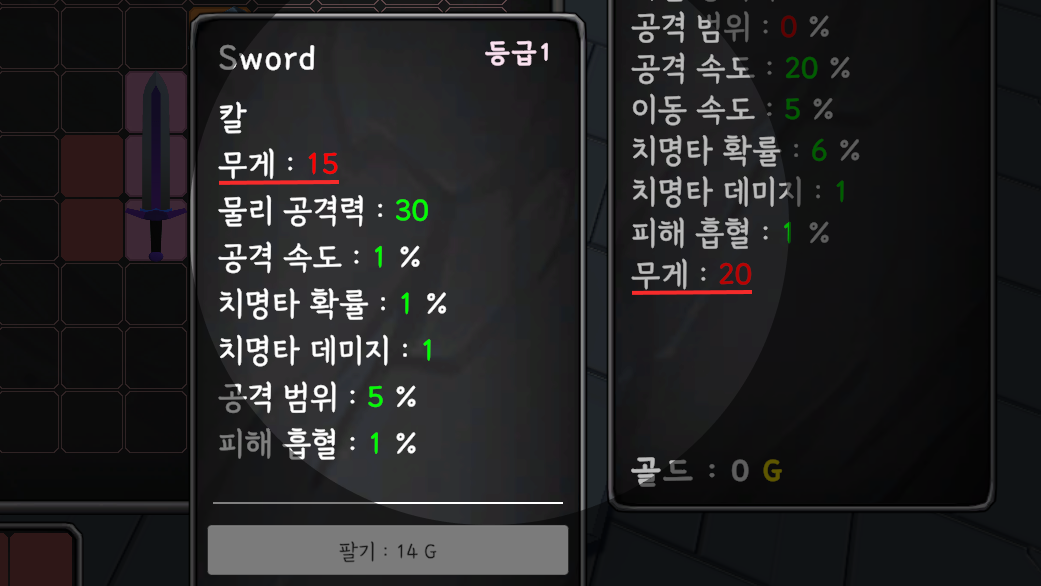 Sword
등급1
칼
무게 : 15
물리 공격력 : 30
공격 속도 : 1 %
치명타 확률 : 1 %
치명타 데미지 : 1
공격 범위 : 5 %
피해 흡혈 : 1 %
팔기 : 14 G
공격 범위 : 0 %
공격 속도 : 20 %
이동 속도 : 5 %
치명타 확률 : 6 %
치명타 데미지 : 1
피해 흡혈 : 1 %
무게 : 20
골드 : 0 G